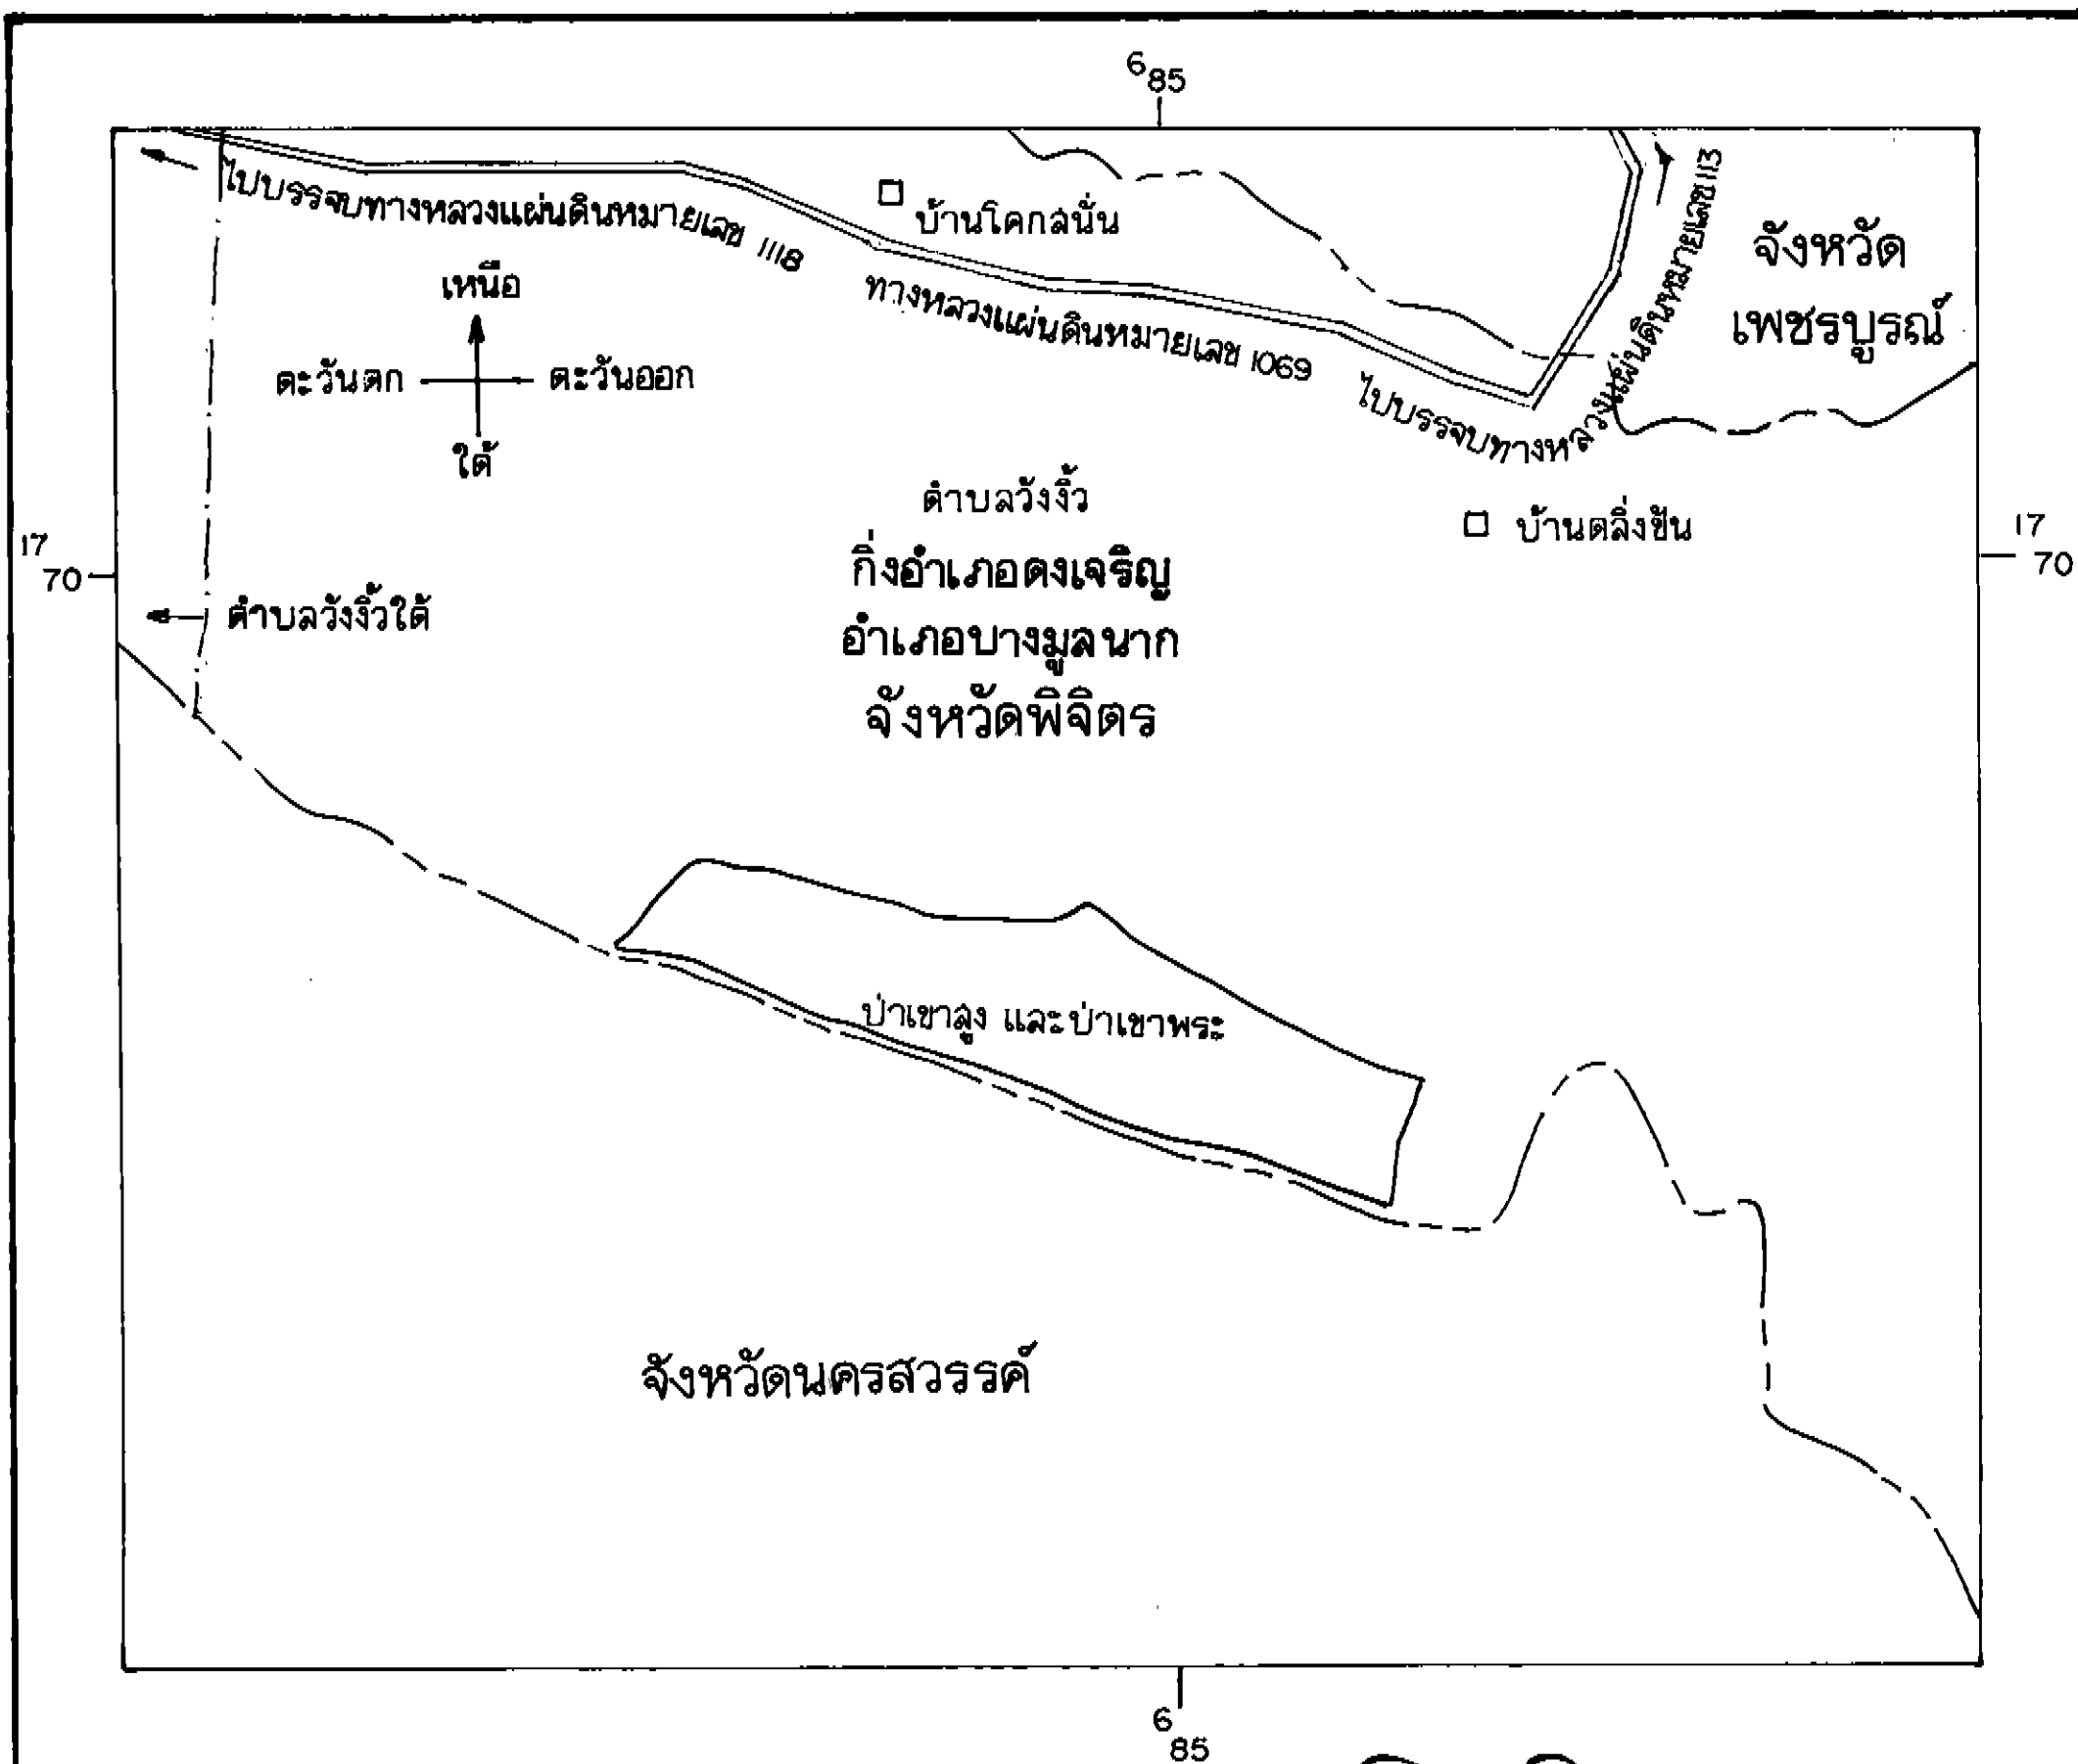 6 85
ไปบรรจบทางหลวงแผ่นดินหมายเลข 1118
บ้านโคกสนั่น
ทางหลวงแผ่นดินหมายเลข 1069
ไปบรรจบทางหลวงแผ่นดินหมายเลข 1113
จังหวัด
เพชรบูรณ์
เหนือ
ตะวันตก
ตะวันออก
ใต้
ตำบลวังงิ้ว
กิ่งอำเภอดงเจริญ
อำเภอบางมูลนาก
จังหวัดพิจิตร
บ้านตลิ่งชัน
17 70
17 70
ตำบลวังงิ้วใต้
ป่าเขาสูง และป่าเขาพระ
จังหวัดนครสวรรค์
6 85